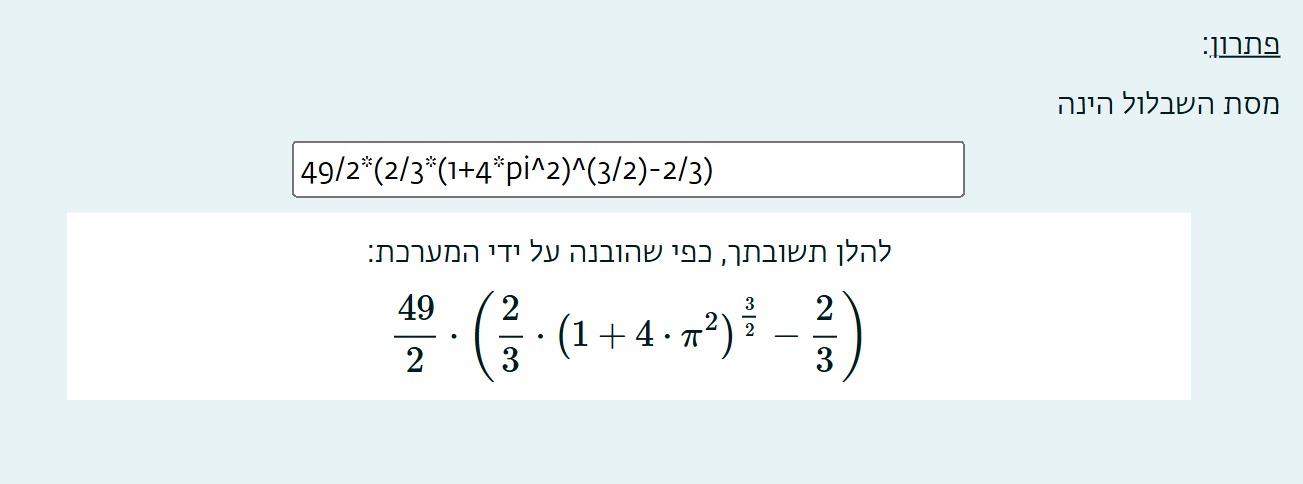 פתרון:
מסת השבלול הינה
49/2*(2/3*(1+4*pi^2)^(3/2)-2/3)
להלן תשובתך, כפי שהובנה על ידי המערכת:
$\frac{49}{2} \cdot \left( \frac{2}{3} \cdot \left( 1 + 4 \cdot \pi^2 \right)^{\frac{3}{2}} - \frac{2}{3} \right)$